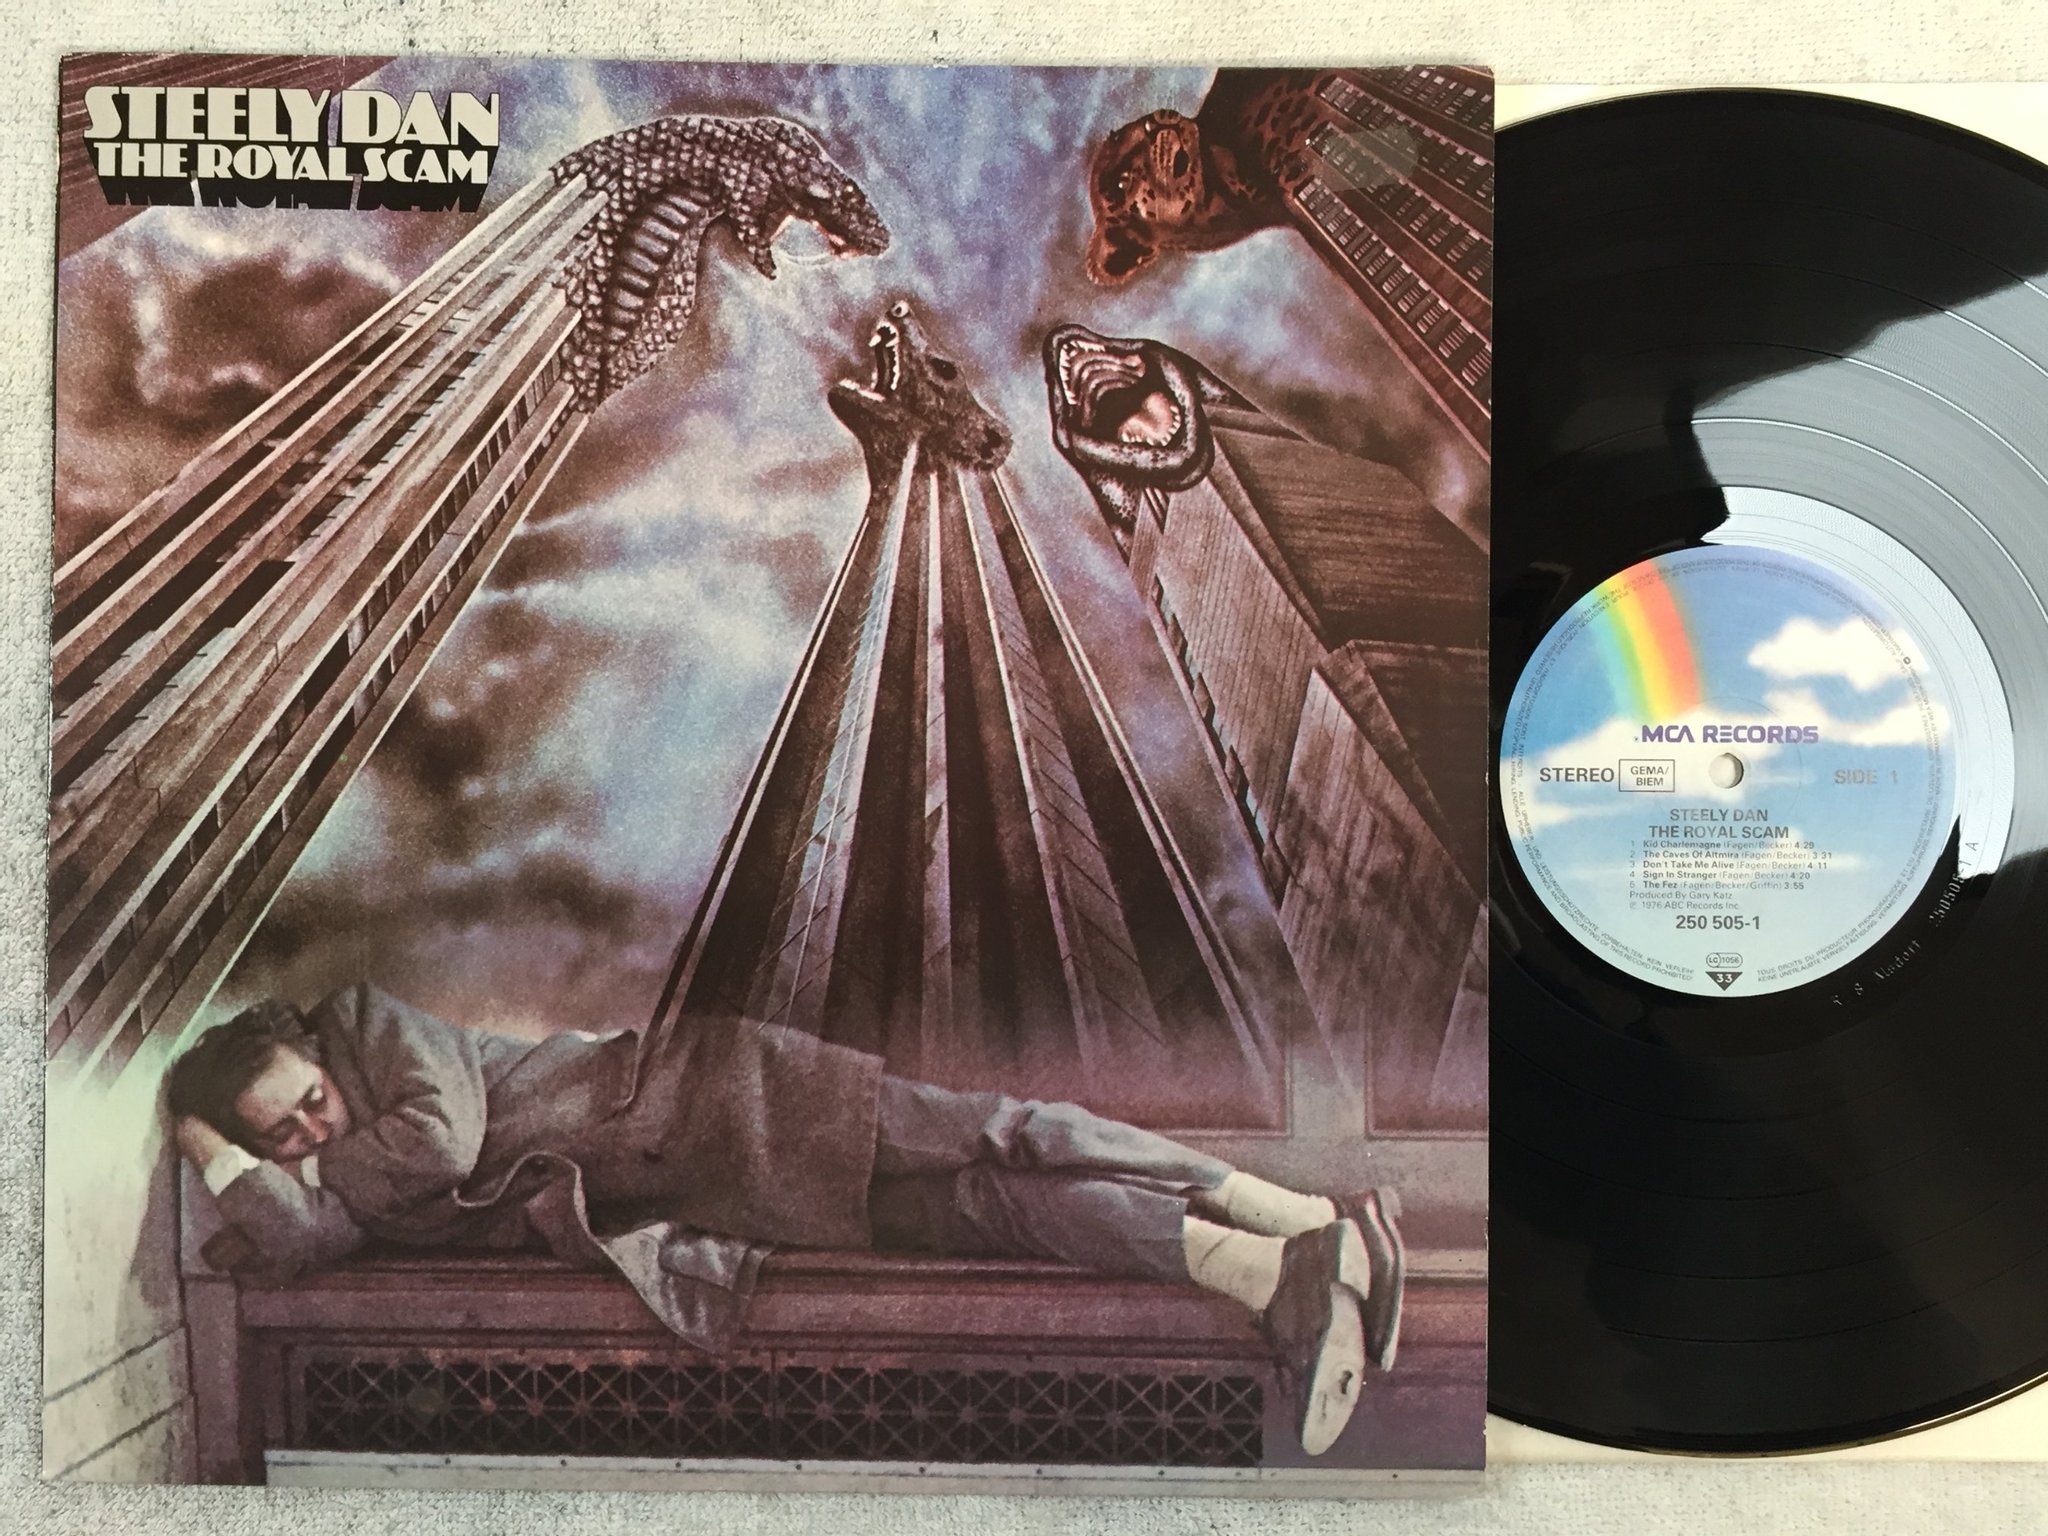 STEELY DAN
THE ROYAL SCAM
MCA RECORDS
STEREO GEMA/BIEM SIDE 1
STEELY DAN
THE ROYAL SCAM
1 Kid Charlemagne (Fagen/Becker) 4:29
2 The Caves Of Altmira (Fagen/Becker) 3:31
3 Don't Take Me Alive (Fagen/Becker) 4:11
4 Sign In Stranger (Fagen/Becker) 4:20
5 The Fez (Fagen/Becker/Griffin) 3:55
Produced By Gary Katz
℗ 1976 ABC Records Inc.
250 505-1
LC 1056
33